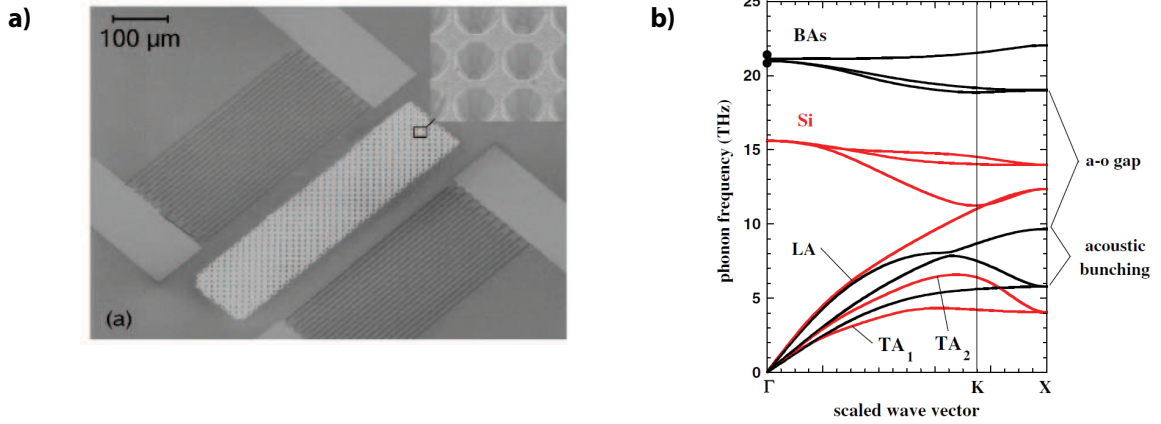 a)
100 µm
(a)
b)
25
20
15
10
5
0
phonon frequency (THz)
BAs
Si
LA
TA1
TA2
a-o gap
acoustic
bunching
Γ
K
X
scaled wave vector